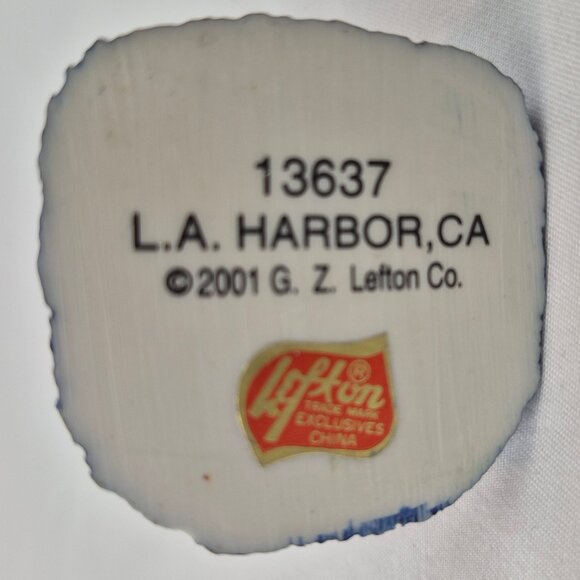 13637
L.A. HARBOR,CA
©2001 G. Z. Lefton Co.
Lefton ®
TRADE MARK
EXCLUSIVES
CHINA